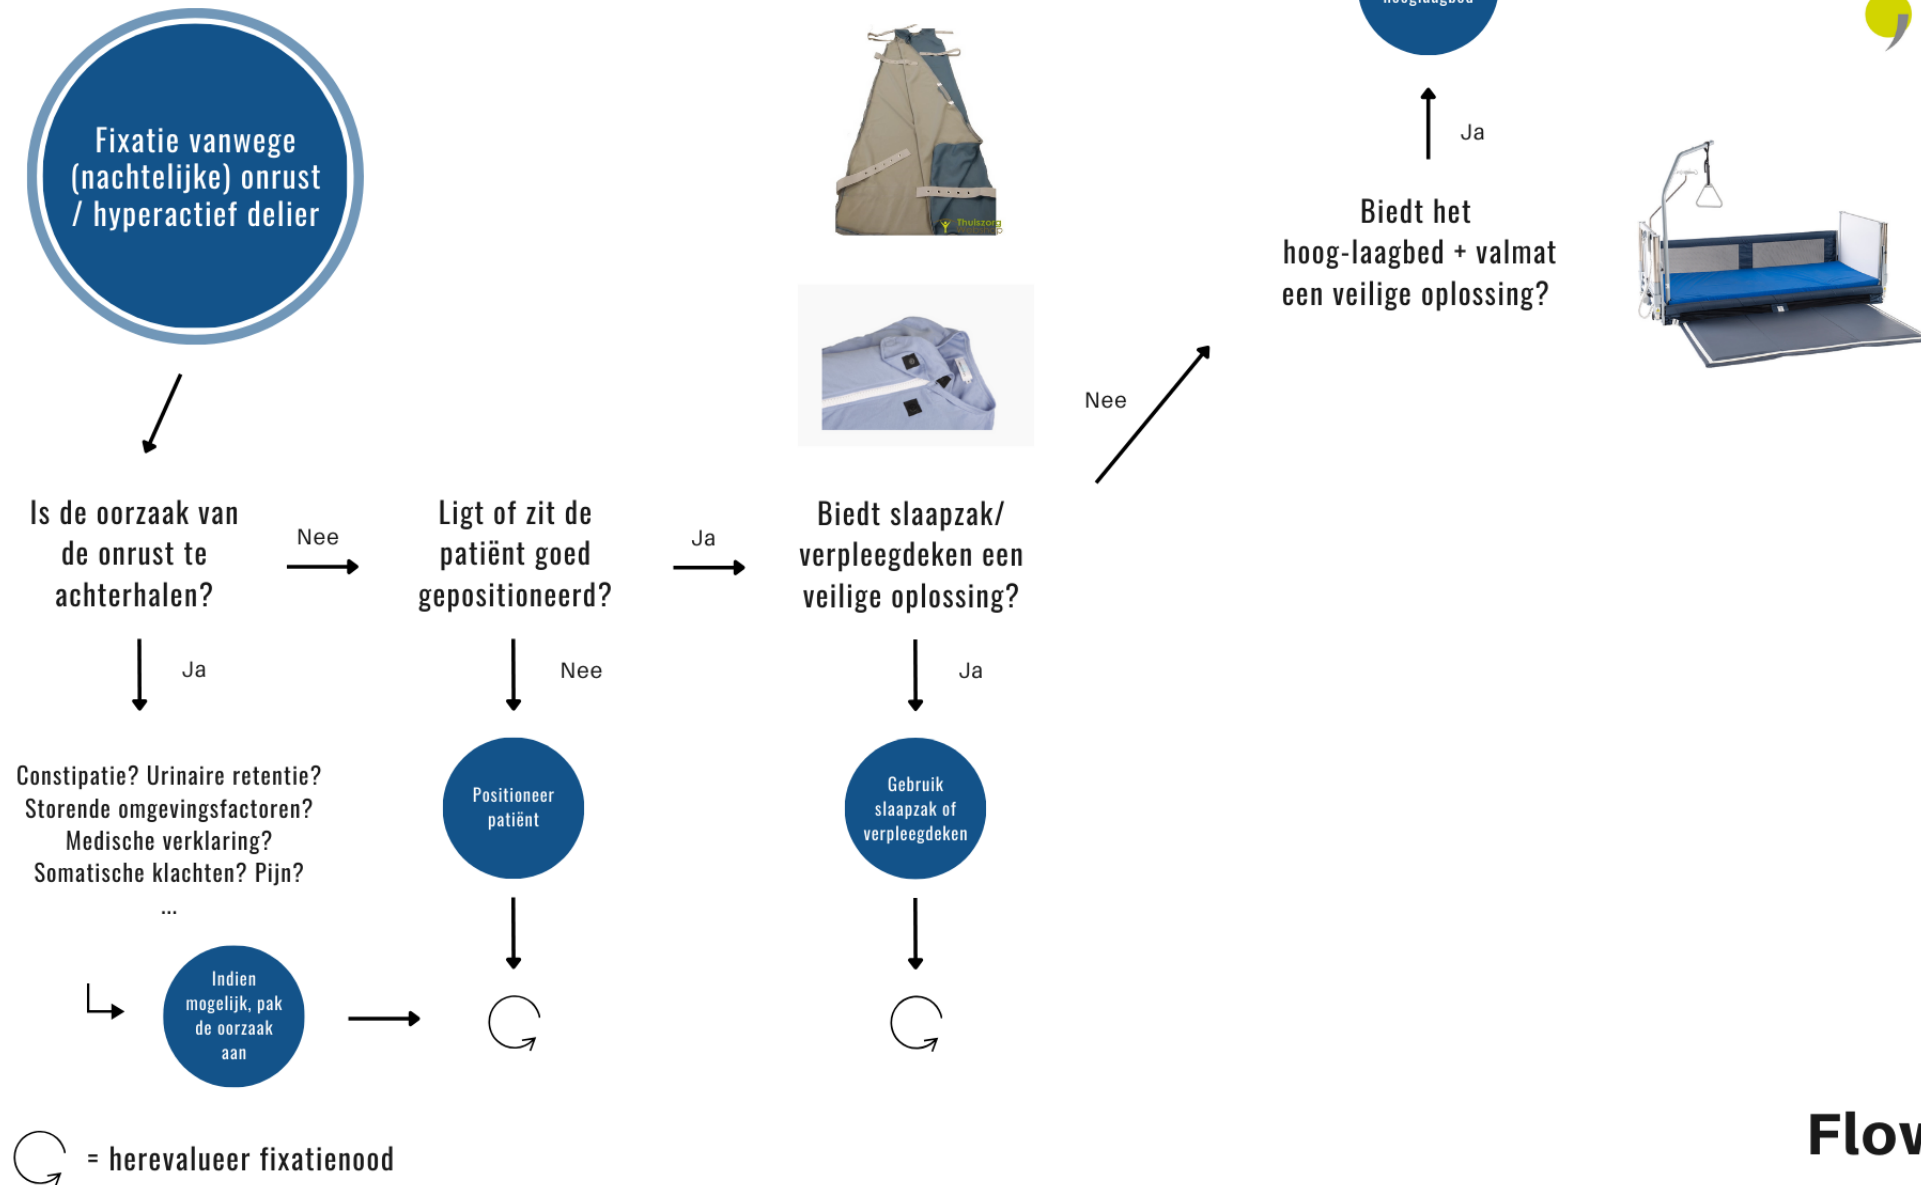 hooglaagbed
Fixatie vanwege
(nachtelijke) onrust
/ hyperactief delier
Thuiszorg
Ja
Biedt het
hoog-laagbed + valmat
een veilige oplossing?
Nee
Is de oorzaak van
de onrust te
achterhalen?
Nee
Ligt of zit de
patiënt goed
gepositioneerd?
Ja
Biedt slaapzak/
verpleegdeken een
veilige oplossing?
Ja
Nee
Ja
Constipatie? Urinaire retentie?
Storende omgevingsfactoren?
Medische verklaring?
Somatische klachten? Pijn?
...
Positioneer
patiënt
Gebruik
slaapzak of
verpleegdeken
Indien
mogelijk, pak
de oorzaak
aan
= herevalueer fixatienood
Flow